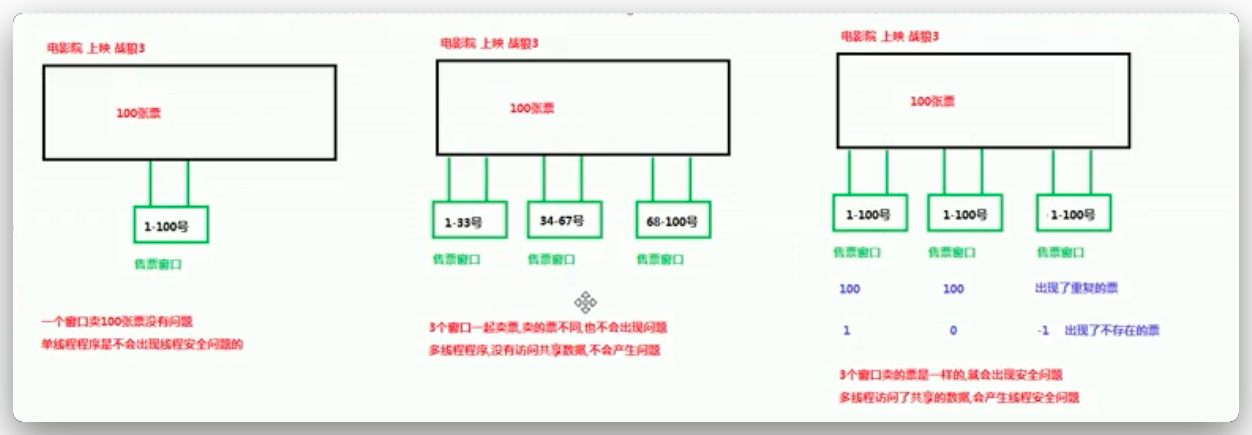 电影院 上映 战狼3
100张票
1-100号
售票窗口
一个窗口卖100张票没有问题
单线程程序是不会出现线程安全问题的
电影院 上映 战狼3
100张票
1-33号 34-67号 68-100号
售票窗口 售票窗口 售票窗口
3个窗口一起卖票,卖的票不同,也不会出现问题
多线程程序,没有访问共享数据,不会产生问题
电影院 上映 战狼3
100张票
1-100号 1-100号 1-100号
售票窗口 售票窗口 售票窗口
100 100 出现了重复的票
1 0 -1 出现了不存在的票
3个窗口卖的票是一样的,就会出现安全问题
多线程访问了共享的数据,会产生线程安全问题